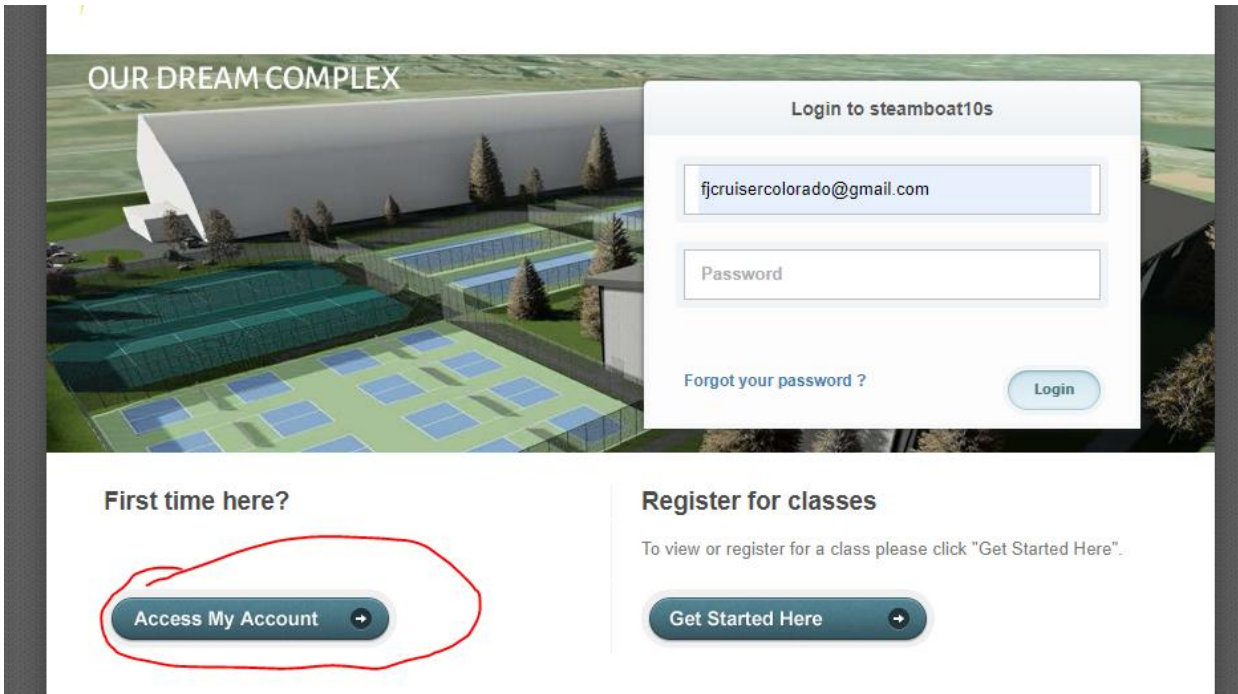 OUR DREAM COMPLEX
Login to steamboat10s
fjcruisercolorado@gmail.com
Password
Forgot your password ?
Login
First time here?
Access My Account
Register for classes
To view or register for a class please click "Get Started Here".
Get Started Here